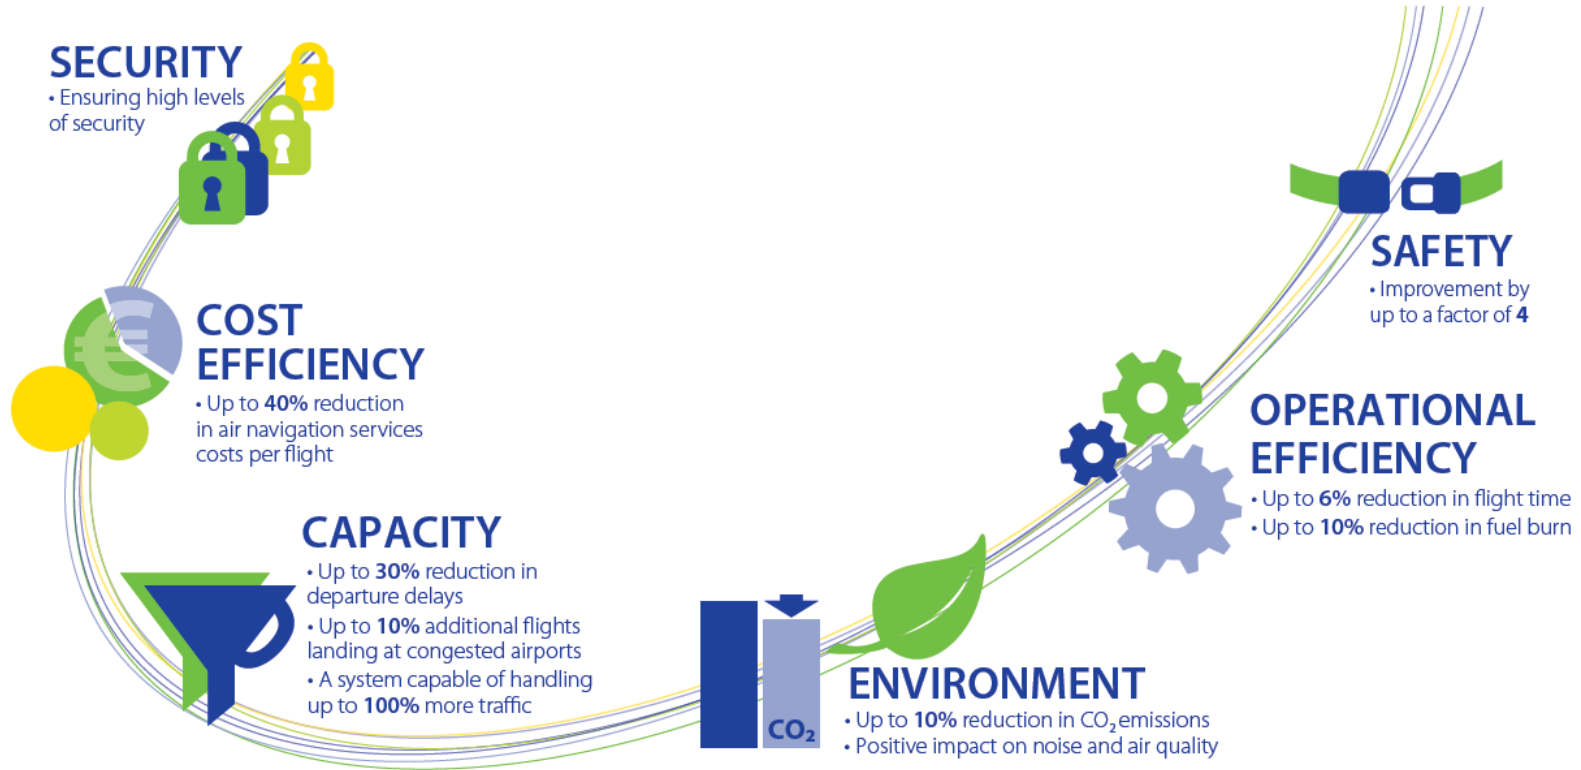 SECURITY
• Ensuring high levels
of security
COST
EFFICIENCY
• Up to 40% reduction
in air navigation services
costs per flight
CAPACITY
• Up to 30% reduction in
departure delays
• Up to 10% additional flights
landing at congested airports
• A system capable of handling
up to 100% more traffic
CO₂
ENVIRONMENT
• Up to 10% reduction in CO₂ emissions
• Positive impact on noise and air quality
OPERATIONAL
EFFICIENCY
• Up to 6% reduction in flight time
• Up to 10% reduction in fuel burn
SAFETY
• Improvement by
up to a factor of 4